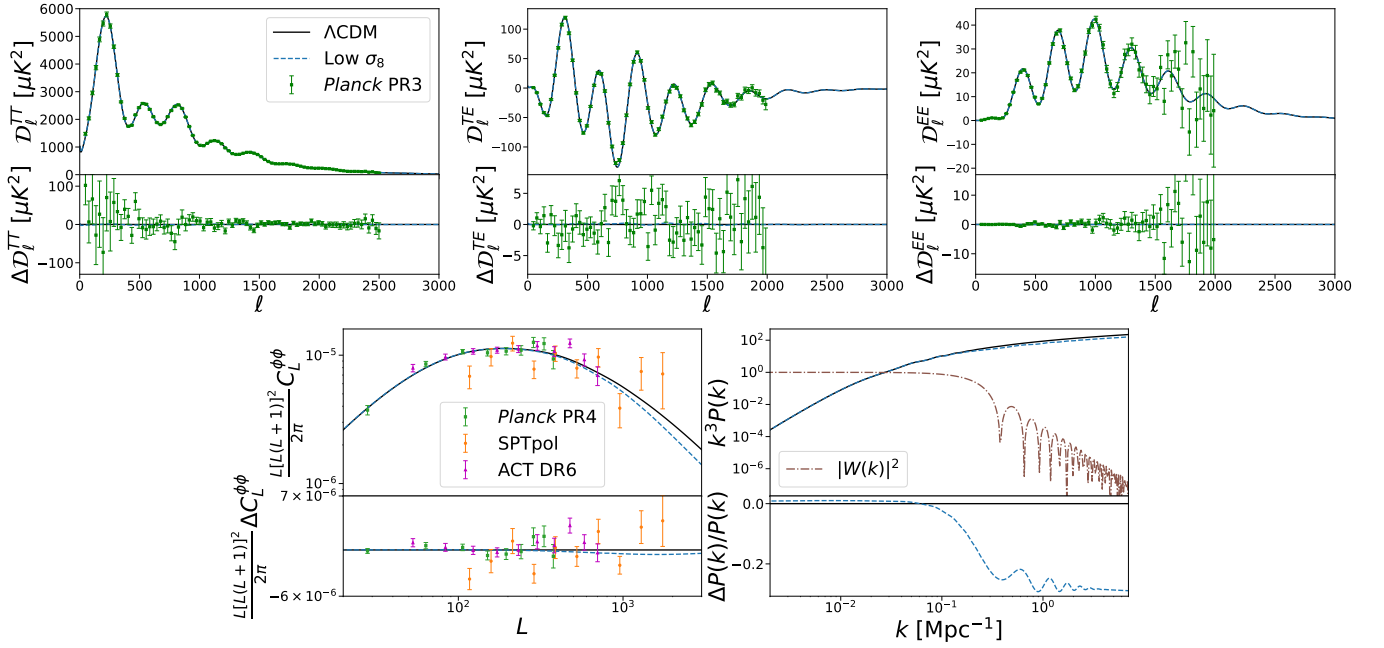 6000
5000
4000
3000
2000
1000
0
𝒟ℓ^TT [μK²]
ΛCDM
Low σ₈
Planck PR3
100
0
−100
Δ𝒟ℓ^TT [μK²]
0 500 1000 1500 2000 2500 3000
ℓ
100
50
0
−50
−100
𝒟ℓ^TE [μK²]
5
0
−5
Δ𝒟ℓ^TE [μK²]
0 500 1000 1500 2000 2500 3000
ℓ
40
30
20
10
0
−10
−20
𝒟ℓ^EE [μK²]
10
0
−10
Δ𝒟ℓ^EE [μK²]
0 500 1000 1500 2000 2500 3000
ℓ
10⁻⁵
10⁻⁶
[L(L+1)]²/2π C_L^ϕϕ
Planck PR4
SPTpol
ACT DR6
7 × 10⁻⁶
−6 × 10⁻⁶
[L(L+1)]²/2π ΔC_L^ϕϕ
10² 10³
L
10²
10⁰
10⁻²
10⁻⁴
10⁻⁶
k³P(k)
|W(k)|²
0.0
−0.2
ΔP(k)/P(k)
10⁻² 10⁻¹ 10⁰
k [Mpc⁻¹]